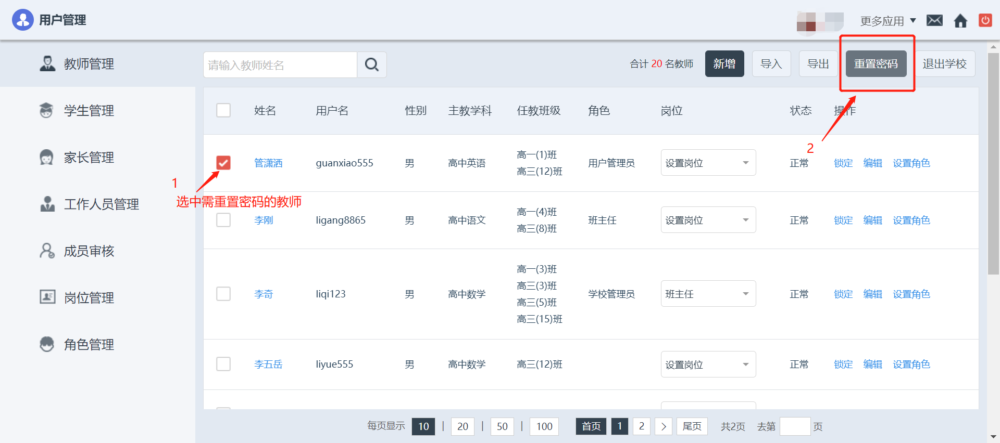 用户管理
更多应用
教师管理
学生管理
家长管理
工作人员管理
成员审核
岗位管理
角色管理
请输入教师姓名
合计 20 名教师 新增 导入 导出 重置密码 退出学校
姓名 用户名 性别 主教学科 任教班级 角色 岗位 状态 操作
2
管潇洒 guanxiao555 男 高中英语 高一(1)班 用户管理员 设置岗位 正常 锁定 编辑 设置角色
高三(12)班
1
选中需重置密码的教师
李刚 ligang8865 男 高中语文 高一(4)班 班主任 设置岗位 正常 锁定 编辑 设置角色
高三(8)班
李奇 liqi123 男 高中数学 高一(3)班 学校管理员 班主任 正常 锁定 编辑 设置角色
高三(3)班
高三(5)班
高三(15)班
李五岳 liyue555 男 高中数学 高三(12)班 设置岗位 正常 锁定 编辑 设置角色
每页显示 10 | 20 | 50 | 100 首页 1 2 > 尾页 共2页 去第 页